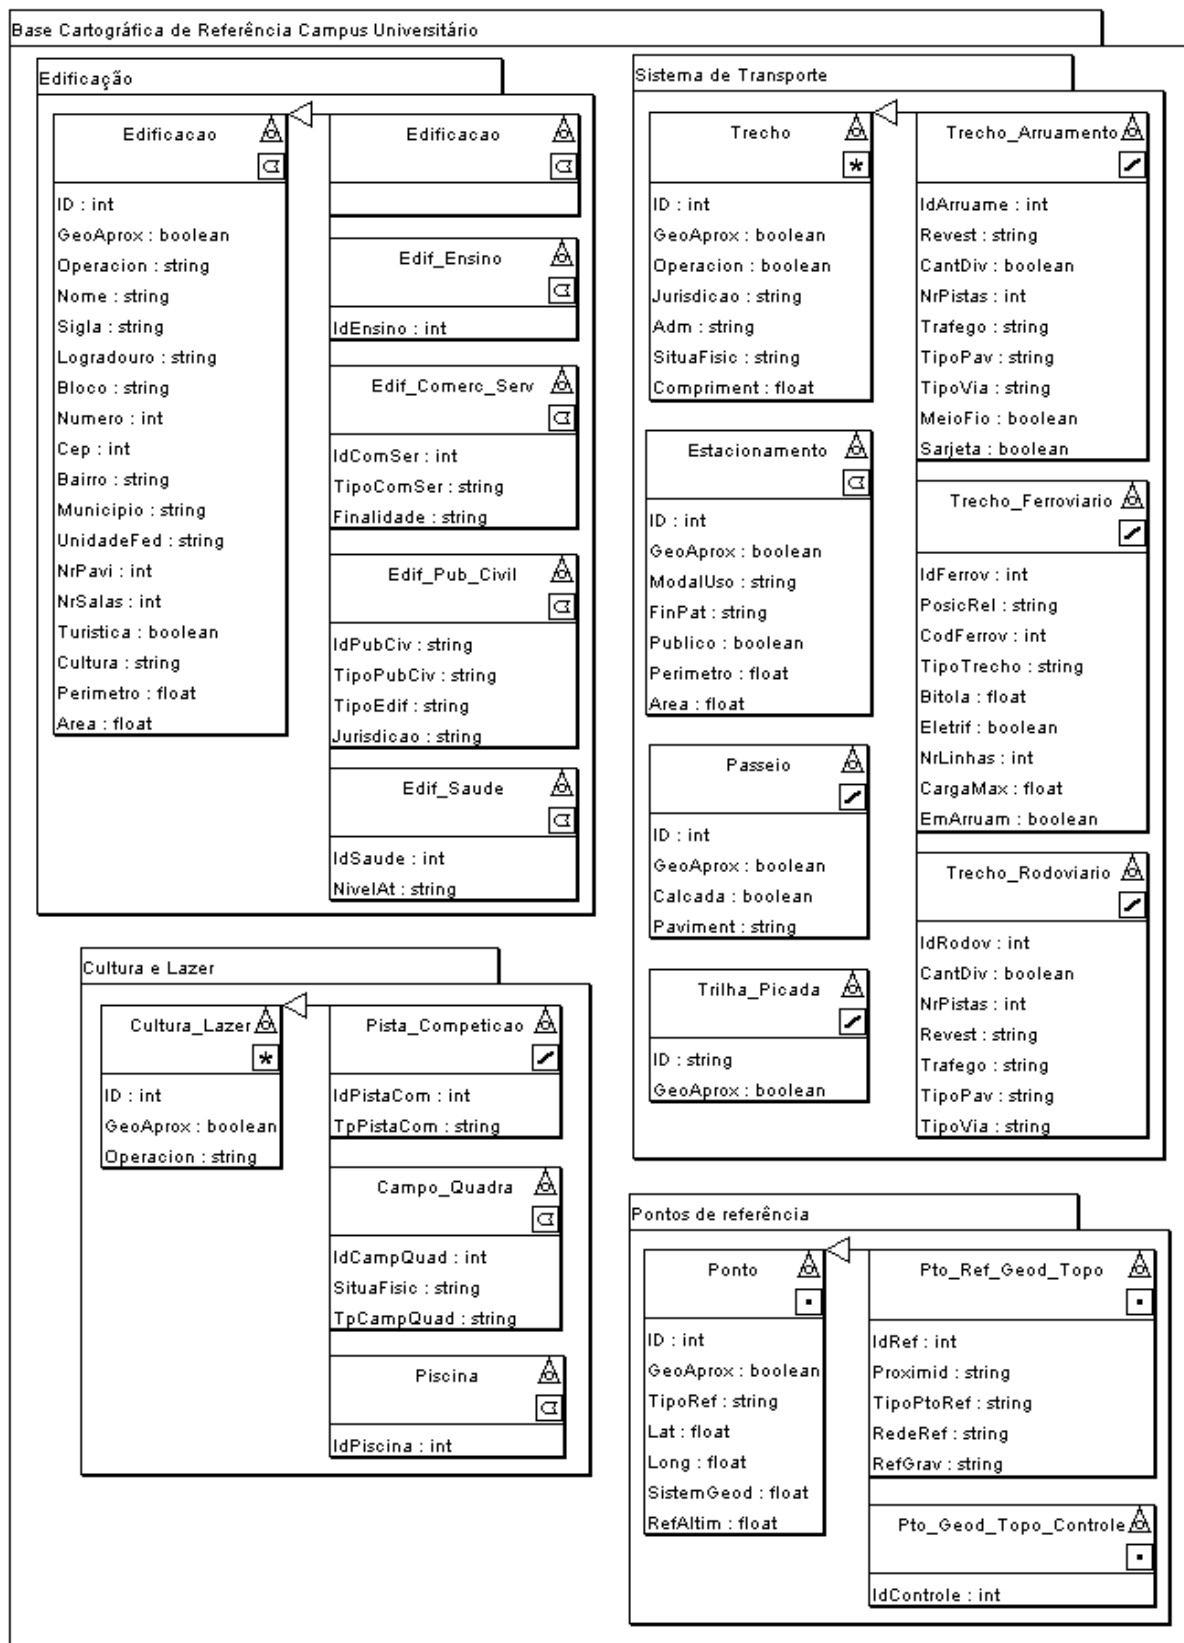 Base Cartográfica de Referência Campus Universitário
Edificação
Edificacao
ID : int
GeoAprox : boolean
Operacion : string
Nome : string
Sigla : string
Logradouro : string
Bloco : string
Numero : int
Cep : int
Bairro : string
Municipio : string
UnidadeFed : string
NrPavi : int
NrSalas : int
Turistica : boolean
Cultura : string
Perimetro : float
Area : float
Edificacao
Edif_Ensino
IdEnsino : int
Edif_Comerc_Serv
IdComSer : int
TipoComSer : string
Finalidade : string
Edif_Pub_Civil
IdPubCiv : string
TipoPubCiv : string
TipoEdif : string
Jurisdicao : string
Edif_Saude
IdSaude : int
NivelAt : string
Sistema de Transporte
Trecho
ID : int
GeoAprox : boolean
Operacion : boolean
Jurisdicao : string
Adm : string
SituaFisic : string
Compriment : float
Estacionamento
ID : int
GeoAprox : boolean
ModalUso : string
FinPat : string
Publico : boolean
Perimetro : float
Area : float
Passeio
ID : int
GeoAprox : boolean
Calcada : boolean
Paviment : string
Trilha_Picada
ID : string
GeoAprox : boolean
Trecho_Arruamento
IdArruame : int
Revest : string
CantDiv : boolean
NrPistas : int
Trafego : string
TipoPav : string
TipoVia : string
MeioFio : boolean
Sarjeta : boolean
Trecho_Ferroviario
IdFerrov : int
PosicRel : string
CodFerrov : int
TipoTrecho : string
Bitola : float
Eletrif : boolean
NrLinhas : int
CargaMax : float
EmArruam : boolean
Trecho_Rodoviario
IdRodov : int
CantDiv : boolean
NrPistas : int
Revest : string
Trafego : string
TipoPav : string
TipoVia : string
Cultura e Lazer
Cultura_Lazer
ID : int
GeoAprox : boolean
Operacion : string
Pista_Competicao
IdPistaCom : int
TpPistaCom : string
Campo_Quadra
IdCampQuad : int
SituaFisic : string
TpCampQuad : string
Piscina
IdPiscina : int
Pontos de referência
Ponto
ID : int
GeoAprox : boolean
TipoRef : string
Lat : float
Long : float
SistemGeod : float
RefAltim : float
Pto_Ref_Geod_Topo
IdRef : int
Proximid : string
TipoPtoRef : string
RedeRef : string
RefGrav : string
Pto_Geod_Topo_Controle
IdControle : int